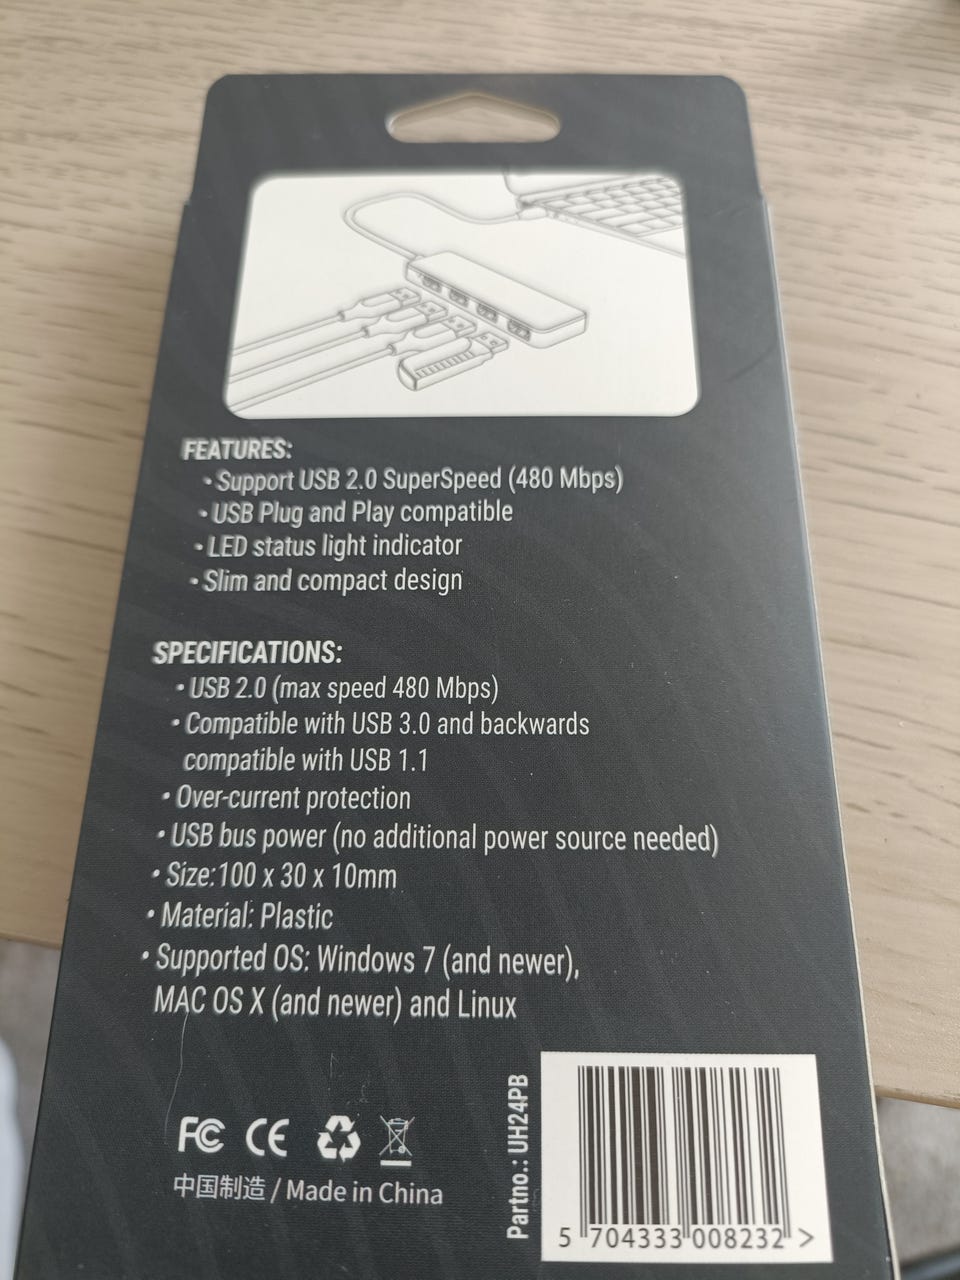 FEATURES:
• Support USB 2.0 SuperSpeed (480 Mbps)
• USB Plug and Play compatible
• LED status light indicator
• Slim and compact design
SPECIFICATIONS:
• USB 2.0 (max speed 480 Mbps)
• Compatible with USB 3.0 and backwards
compatible with USB 1.1
• Over-current protection
• USB bus power (no additional power source needed)
• Size:100 x 30 x 10mm
• Material: Plastic
• Supported OS: Windows 7 (and newer),
MAC OS X (and newer) and Linux
FC CE
中国制造 / Made in China
Partno.: UH24PB
5 704333 008232 >